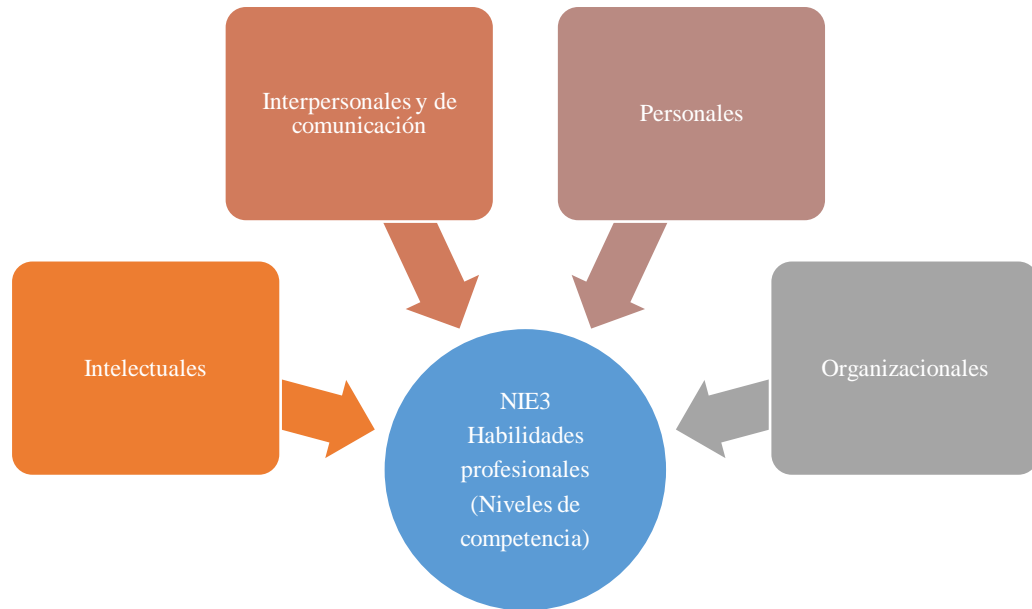 Interpersonales y de
comunicación
Personales
Intelectuales
Organizacionales
NIE3
Habilidades
profesionales
(Niveles de
competencia)